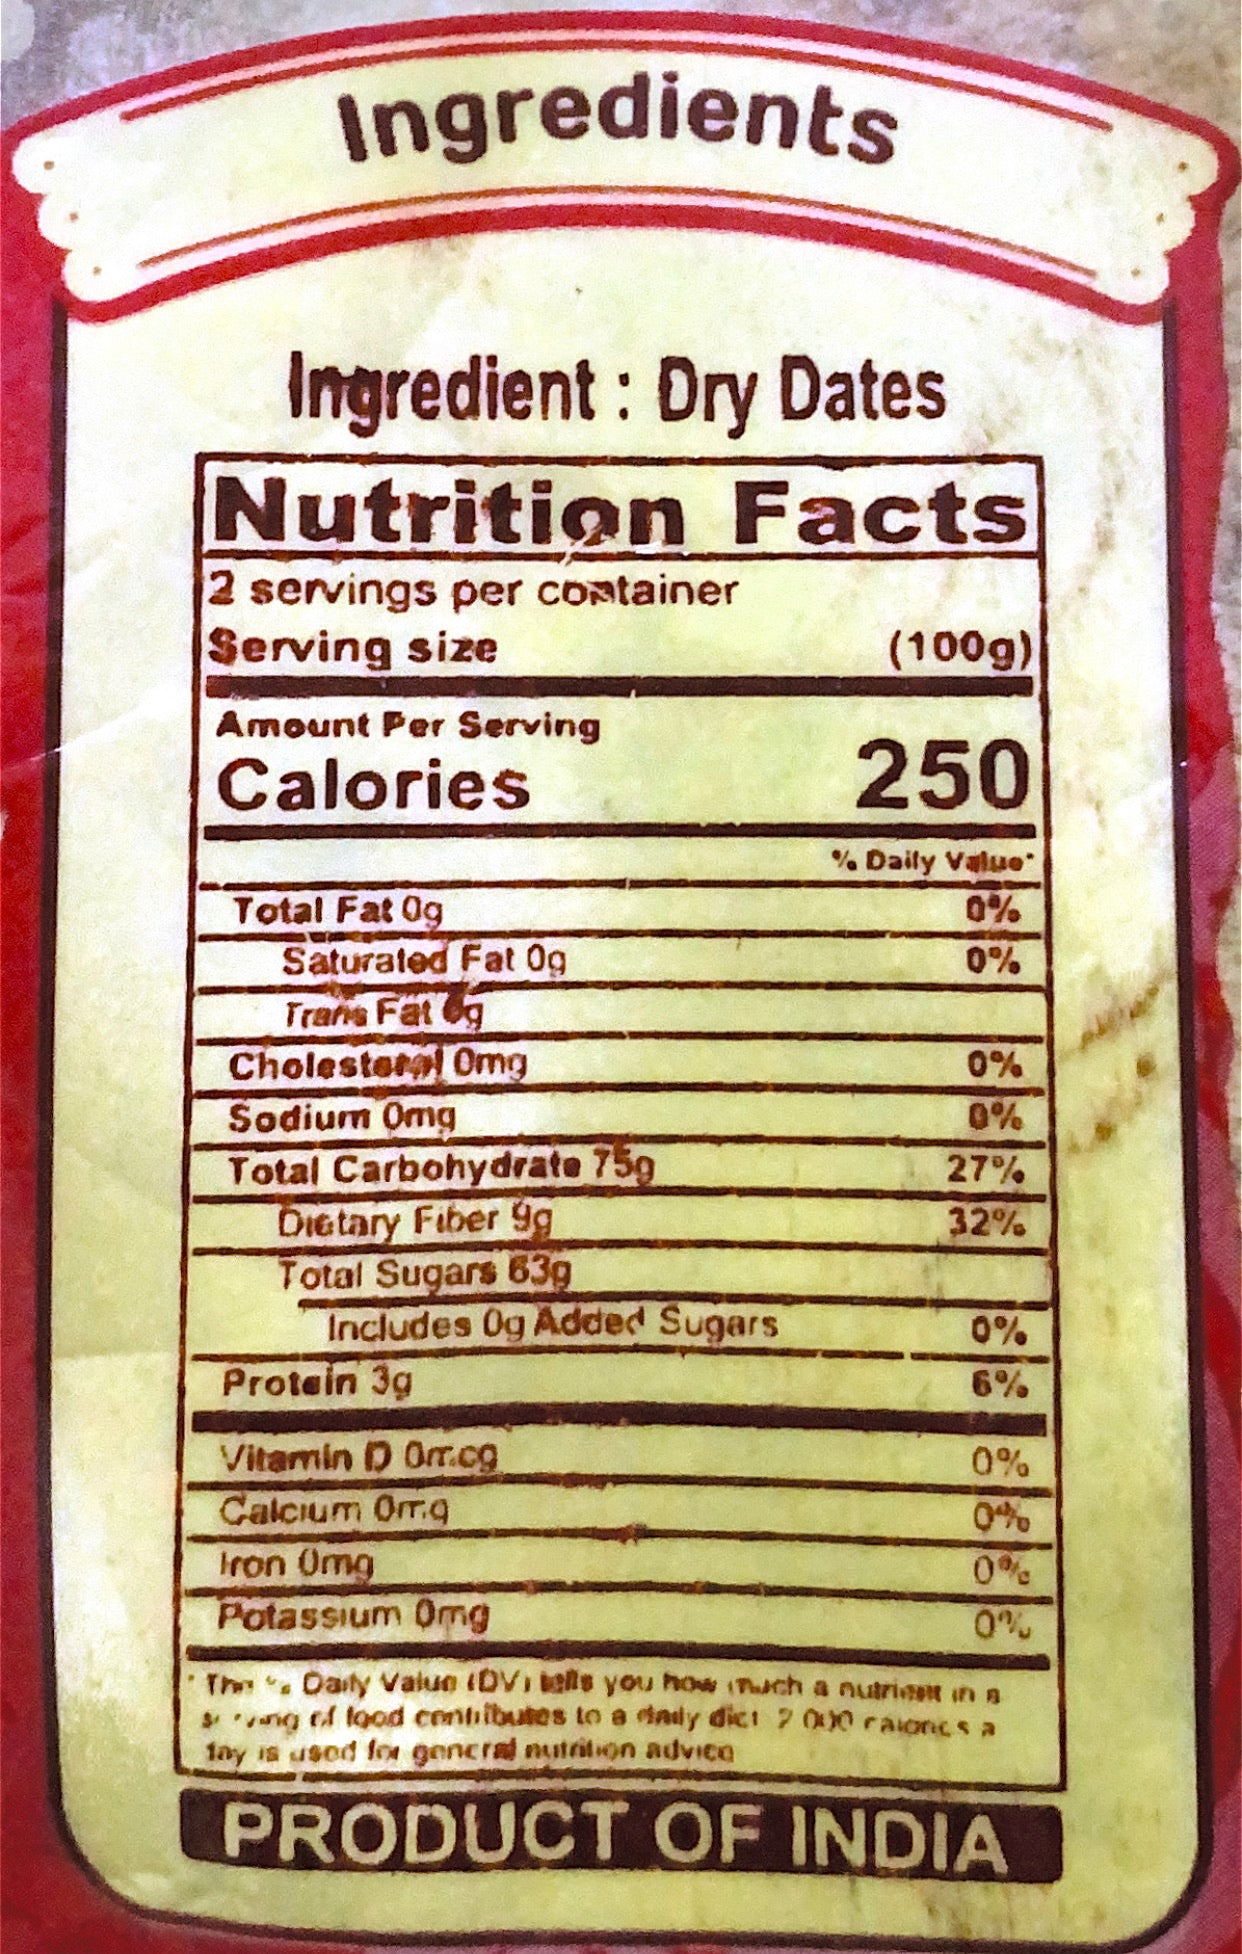 Ingredients
Ingredient : Dry Dates
Nutrition Facts
2 servings per container
Serving size (100g)
Amount Per Serving
Calories 250
% Daily Value*
Total Fat 0g 0%
Saturated Fat 0g 0%
Trans Fat 0g
Cholesterol 0mg 0%
Sodium 0mg 0%
Total Carbohydrate 75g 27%
Dietary Fiber 9g 32%
Total Sugars 63g
Includes 0g Added Sugars 0%
Protein 3g 6%
Vitamin D 0mcg 0%
Calcium 0mg 0%
Iron 0mg 0%
Potassium 0mg 0%
* The % Daily Value (DV) tells you how much a nutrient in a
serving of food contributes to a daily diet 2 000 calories a
day is used for general nutrition advice
PRODUCT OF INDIA